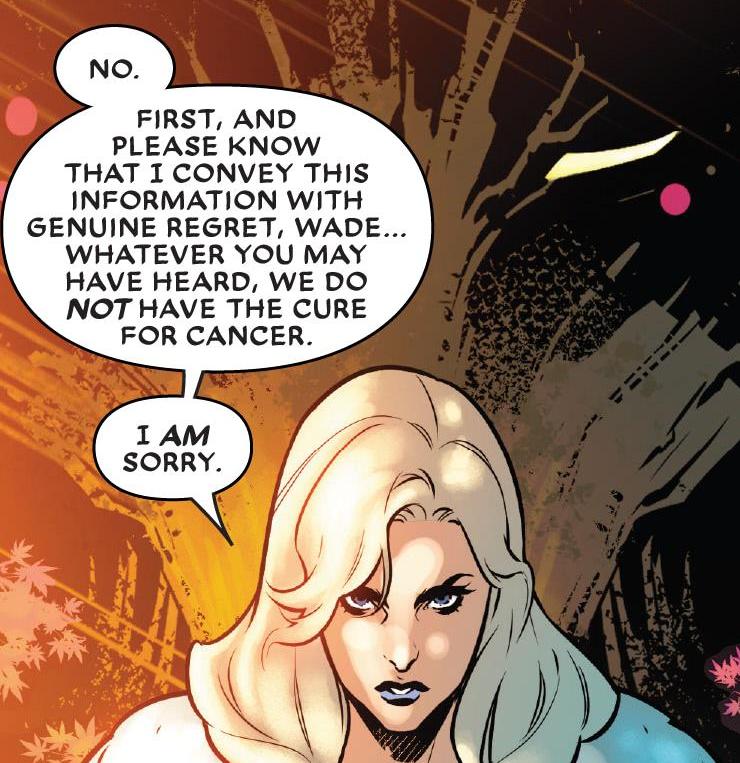 NO.
FIRST, AND
PLEASE KNOW
THAT I CONVEY THIS
INFORMATION WITH
GENUINE REGRET, WADE...
WHATEVER YOU MAY
HAVE HEARD, WE DO
NOT HAVE THE CURE
FOR CANCER.
I AM
SORRY.